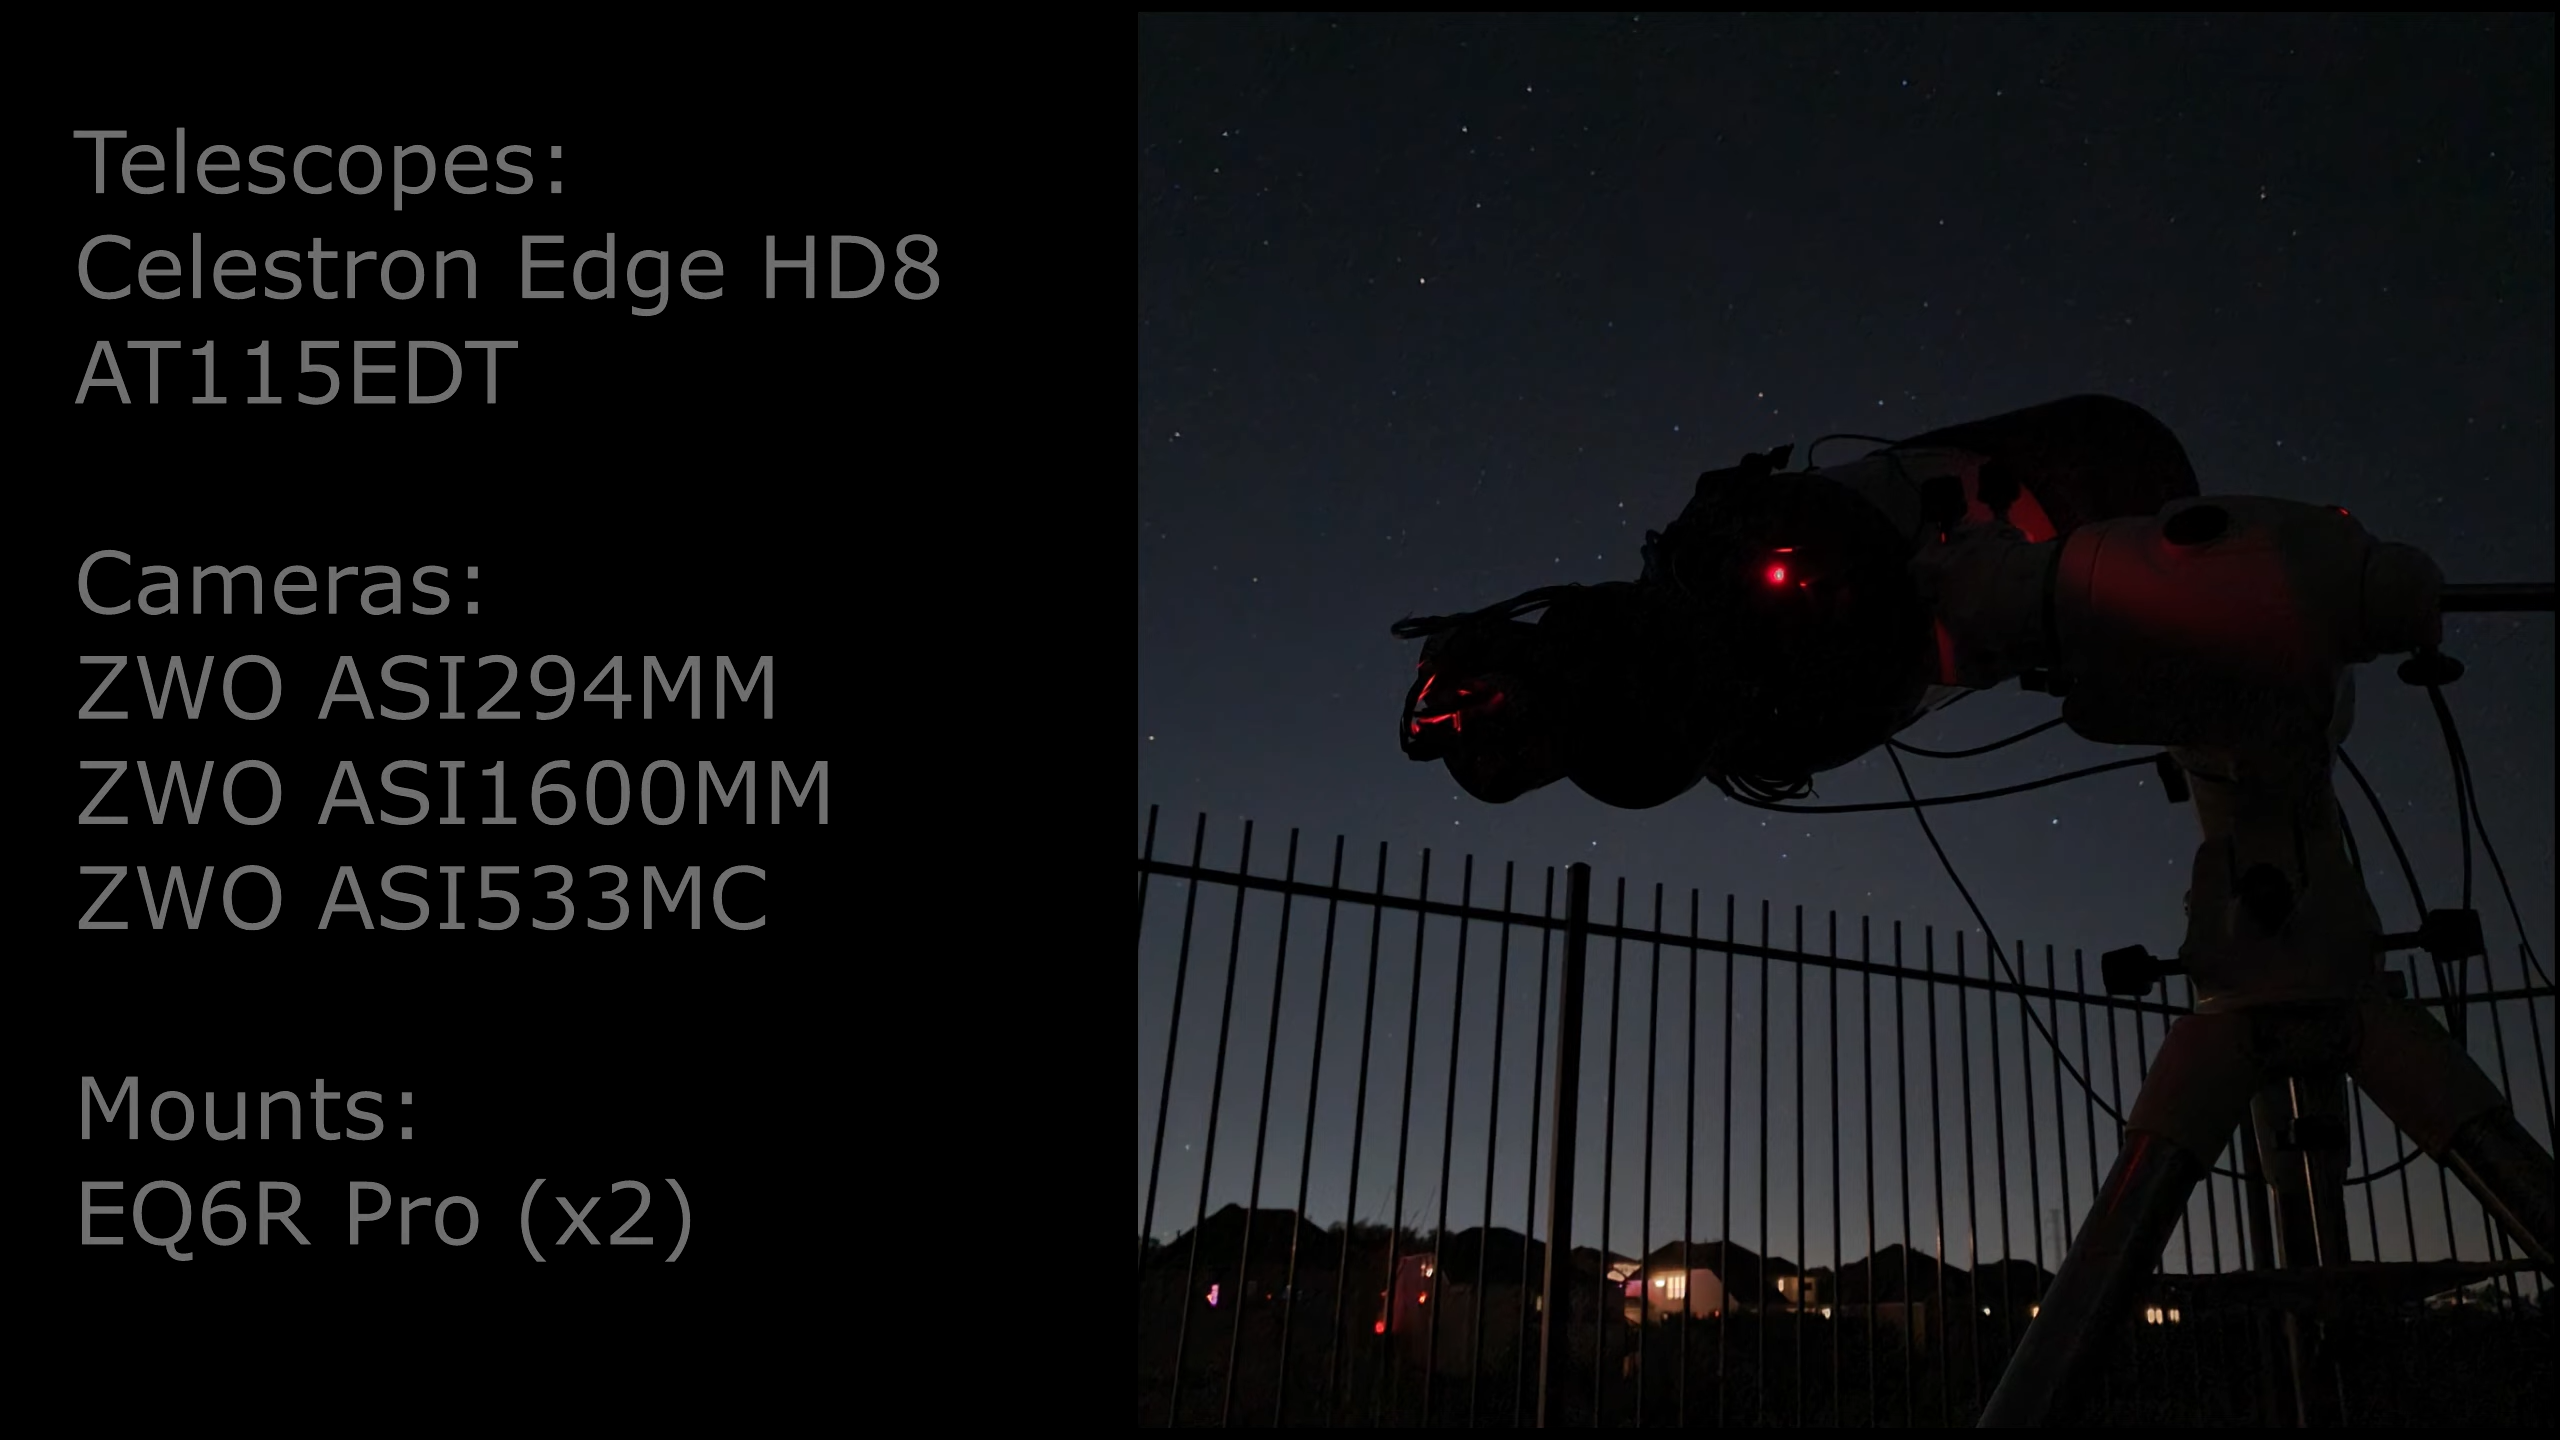 Telescopes:
Celestron Edge HD8
AT115EDT
Cameras:
ZWO ASI294MM
ZWO ASI1600MM
ZWO ASI533MC
Mounts:
EQ6R Pro (x2)